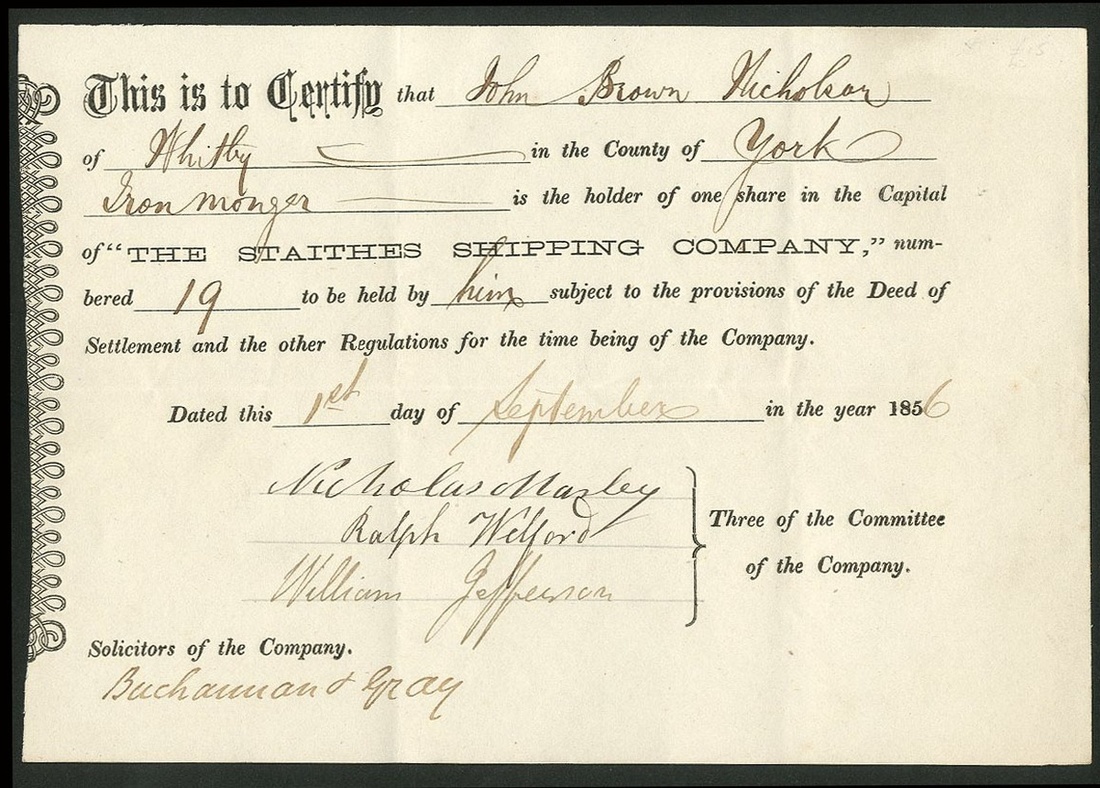 This is to Certify that John Brown Nicholson
of Whitby in the County of York
Iron monger is the holder of one share in the Capital
of "THE STAITHES SHIPPING COMPANY," num-
bered 19 to be held by him subject to the provisions of the Deed of
Settlement and the other Regulations for the time being of the Company.
Dated this 1st day of September in the year 1856
Nicholas Marley
Ralph Welford
William Jefferson
Three of the Committee
of the Company.
Solicitors of the Company.
Buchannan & Gray